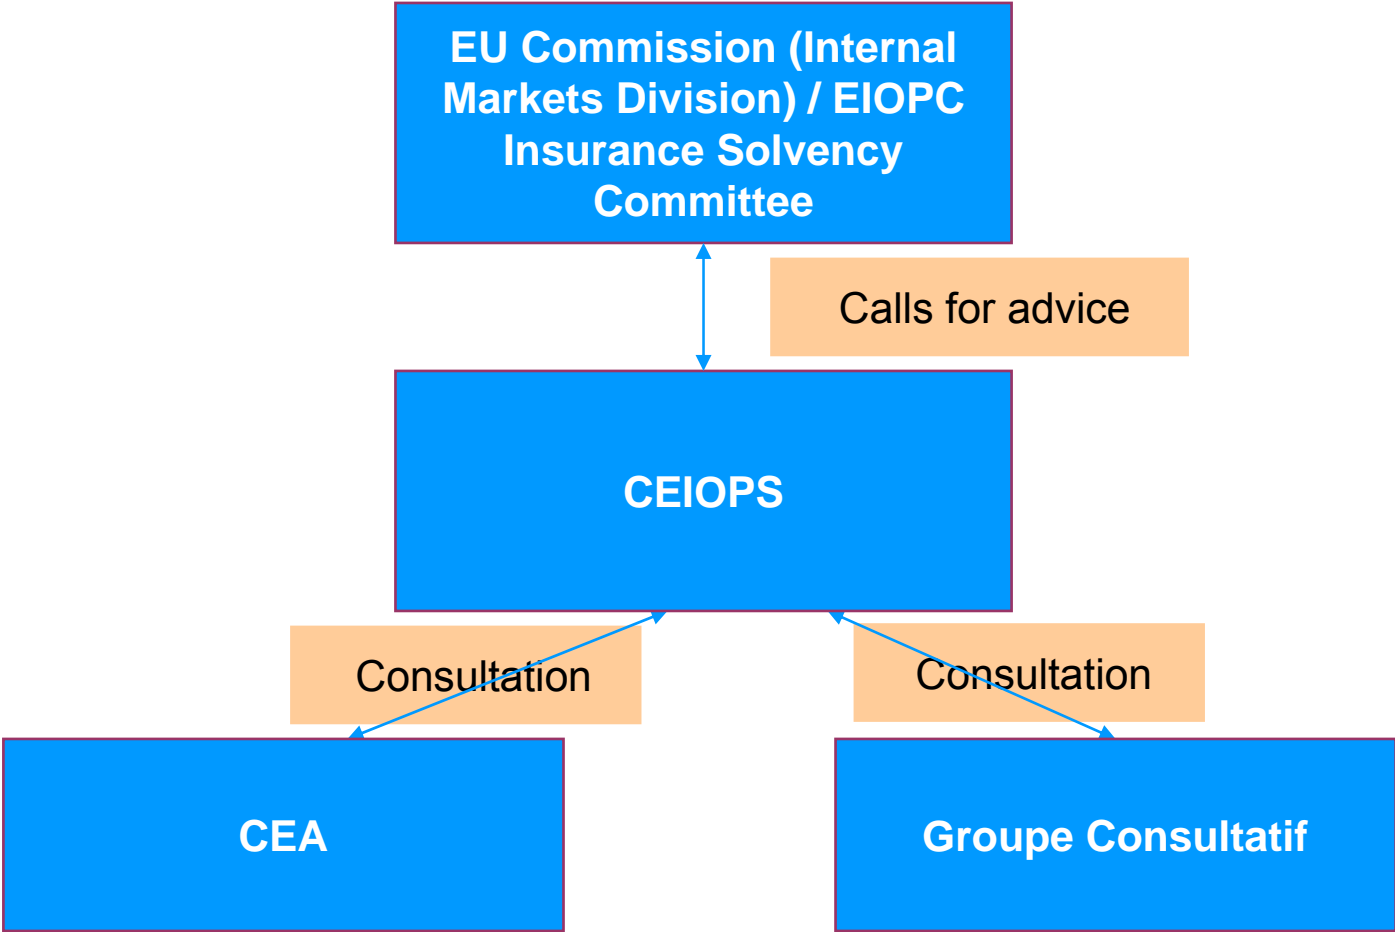 EU Commission (Internal
Markets Division) / EIOPC
Insurance Solvency
Committee
Calls for advice
CEIOPS
Consultation
Consultation
CEA
Groupe Consultatif